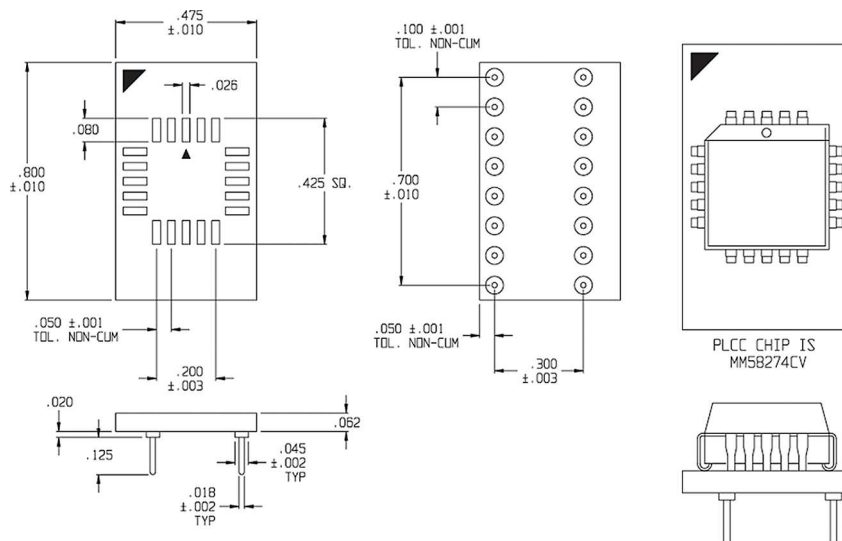 .475
±.010
.026
.080
.800
±.010
.425 SQ.
.050 ±.001
TOL. NON-CUM
.200
±.003
.100 ±.001
TOL. NON-CUM
.700
±.010
.050 ±.001
TOL. NON-CUM
.300
±.003
PLCC CHIP IS
MM58274CV
.020
.062
.125
.045
±.002
TYP
.018
±.002
TYP